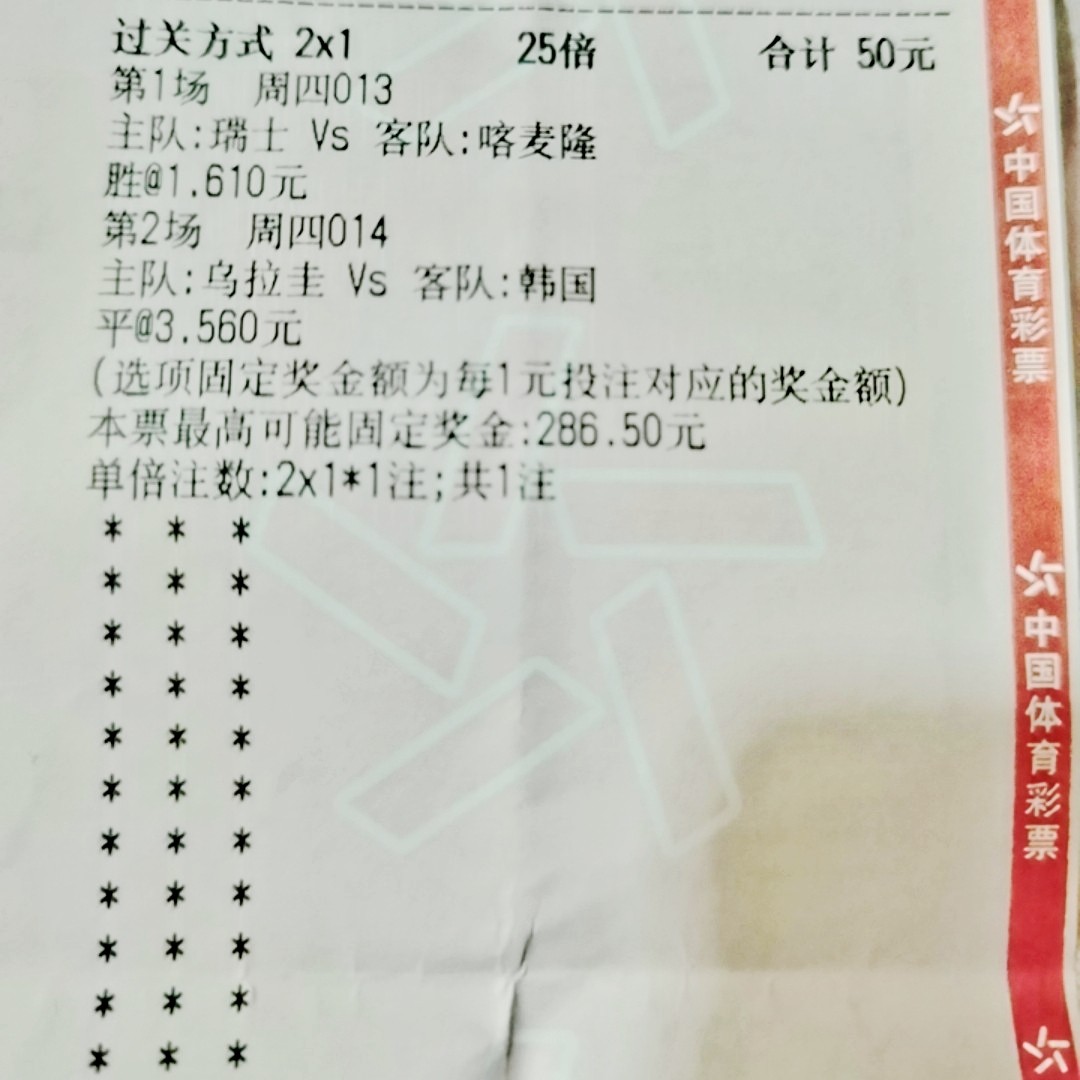 过关方式 2x1 25倍 合计 50元
第1场 周四013
主队:瑞士 Vs 客队:喀麦隆
胜@1.610元
第2场 周四014
主队:乌拉圭 Vs 客队:韩国
平@3.560元
(选项固定奖金额为每1元投注对应的奖金额)
本票最高可能固定奖金:286.50元
单倍注数:2x1*1注;共1注
* * *
* * *
* * *
* * *
* * *
* * *
* * *
* * *
* * *
* * *
* * *
中国体育彩票
中国体育彩票